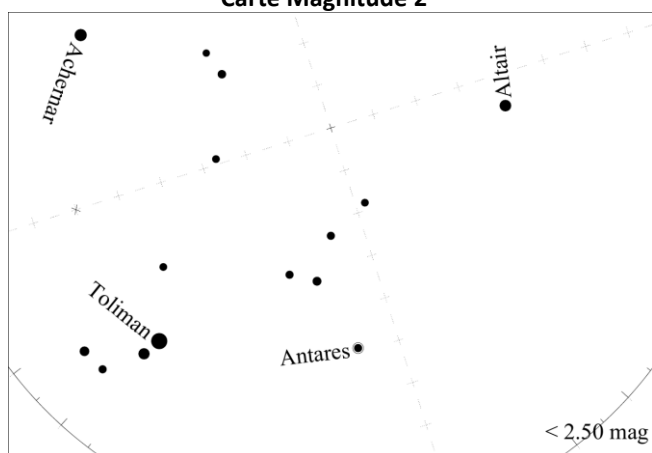 Carte Magnitude 2
Achernar
Altair
Toliman
Antares
< 2.50 mag